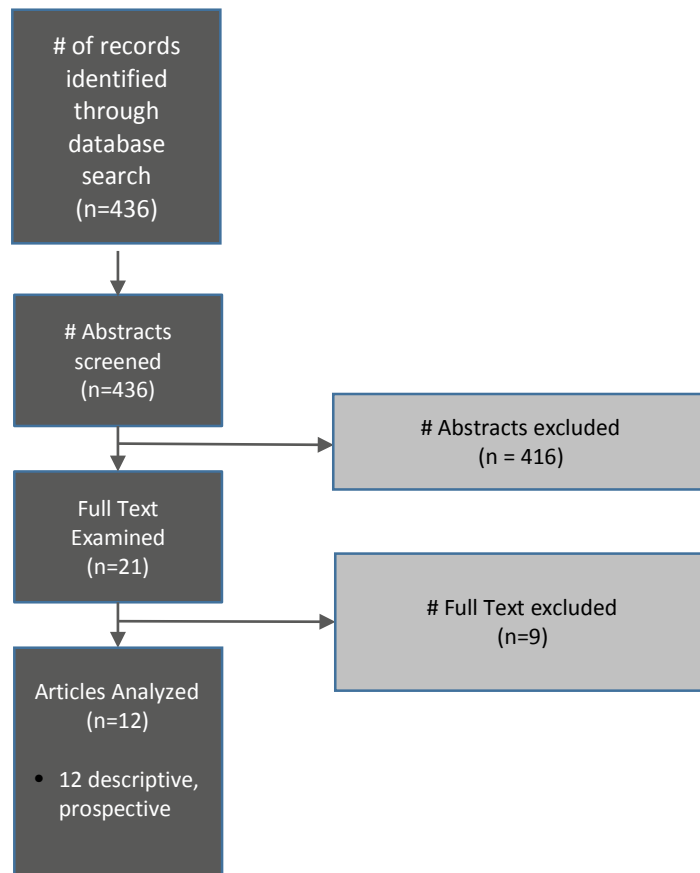 # of records
identified
through
database
search
(n=436)
# Abstracts
screened
(n=436)
# Abstracts excluded
(n = 416)
Full Text
Examined
(n=21)
# Full Text excluded
(n=9)
Articles Analyzed
(n=12)
• 12 descriptive,
prospective